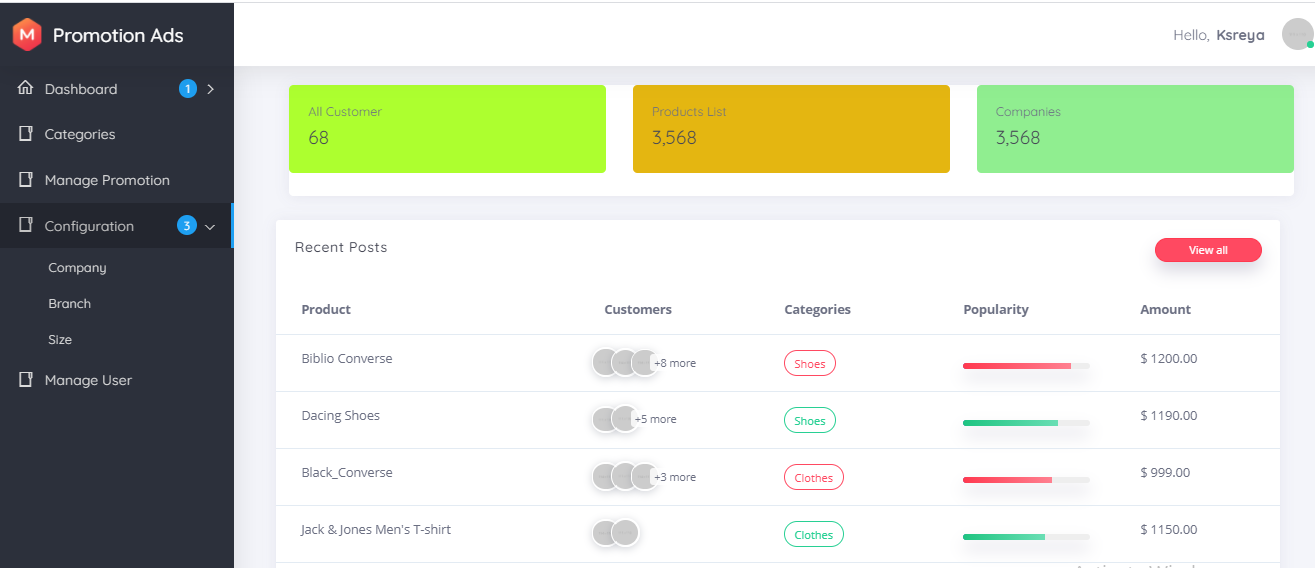 M Promotion Ads
Hello, Ksreya
Dashboard 1
Categories
Manage Promotion
Configuration 3
Company
Branch
Size
Manage User
All Customer
68
Products List
3,568
Companies
3,568
Recent Posts
View all
Product Customers Categories Popularity Amount
Biblio Converse +8 more Shoes $ 1200.00
Dacing Shoes +5 more Shoes $ 1190.00
Black_Converse +3 more Clothes $ 999.00
Jack & Jones Men's T-shirt Clothes $ 1150.00